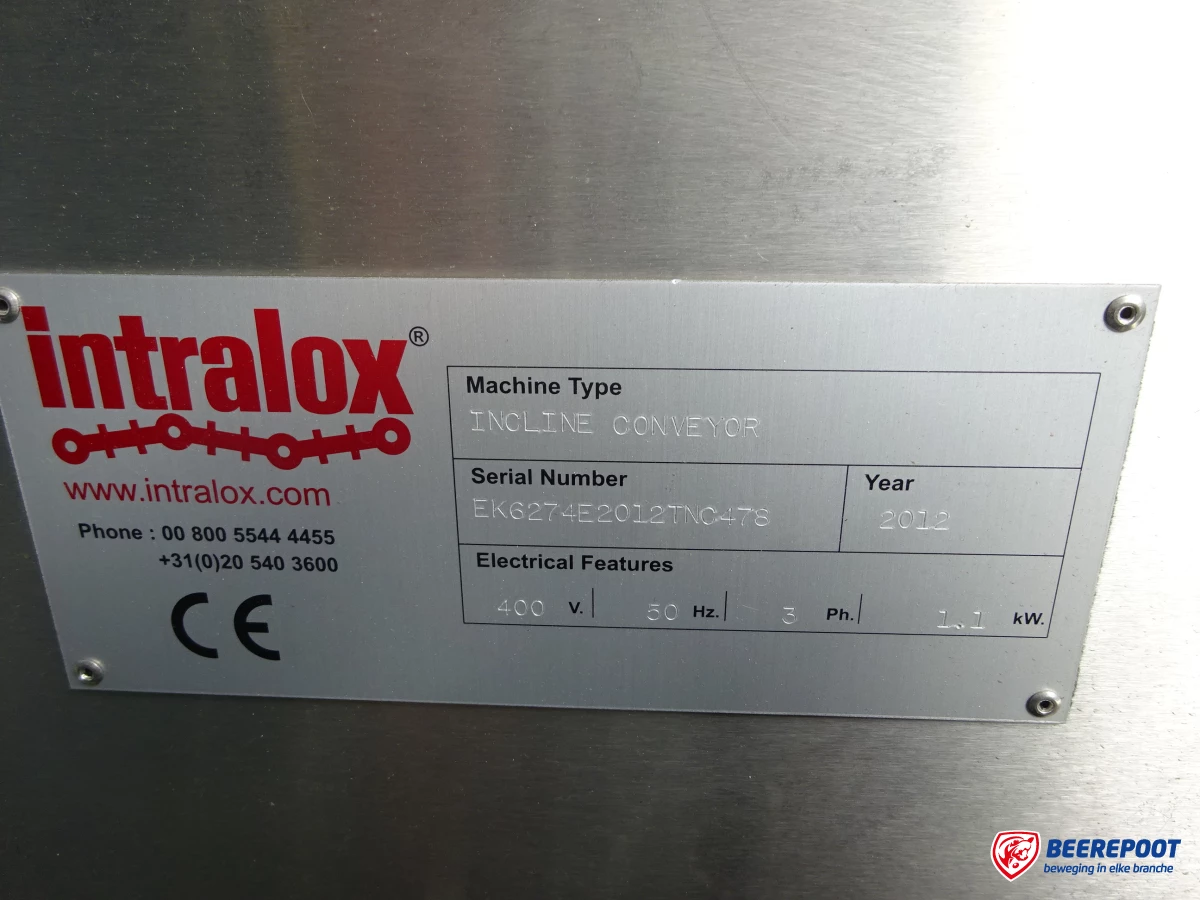 intralox®
www.intralox.com
Phone : 00 800 5544 4455
+31(0)20 540 3600
CE
Machine Type
INCLINE CONVEYOR
Serial Number
EK6274E2012TNC478
Year
2012
Electrical Features
400 V. 50 Hz. 3 Ph. 1.1 kW.
BEEREPOOT
beweging in elke branche